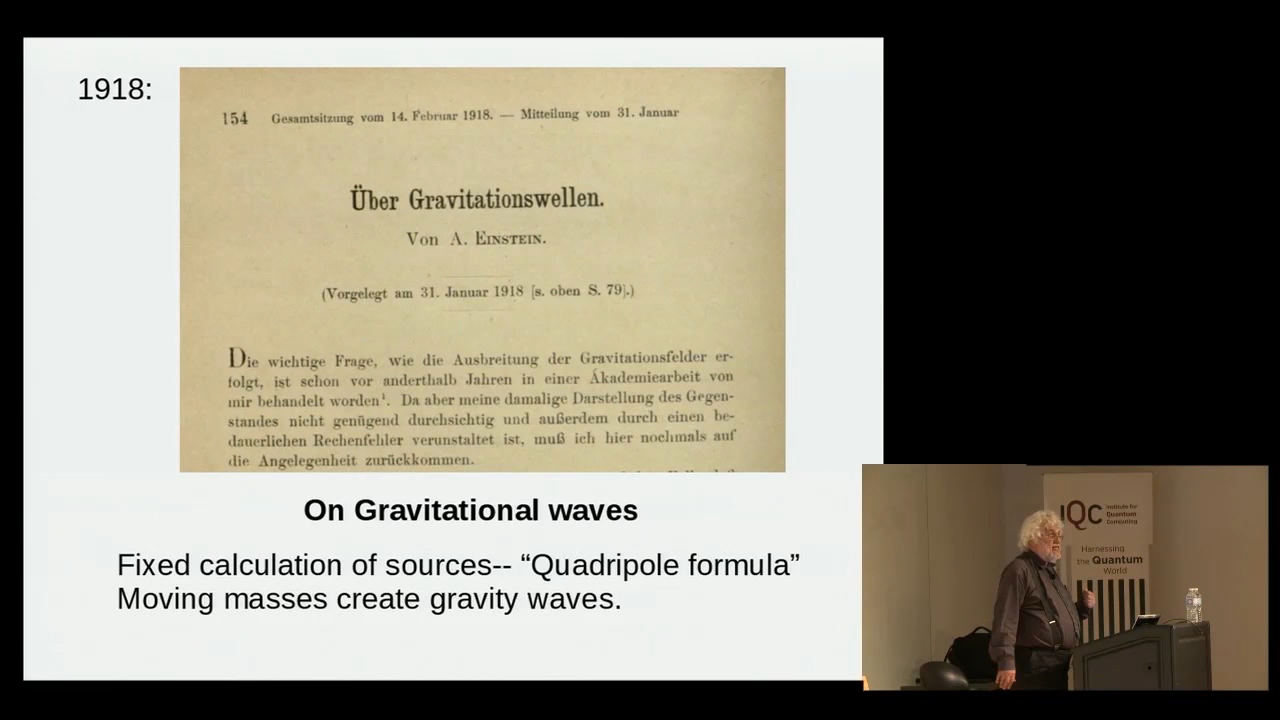 1918:
154 Gesamtsitzung vom 14. Februar 1918. — Mitteilung vom 31. Januar
Über Gravitationswellen.
Von A. Einstein.
(Vorgelegt am 31. Januar 1918 [s. oben S. 79].)
Die wichtige Frage, wie die Ausbreitung der Gravitationsfelder er-
folgt, ist schon vor anderthalb Jahren in einer Akademiearbeit von
mir behandelt worden¹. Da aber meine damalige Darstellung des Gegen-
standes nicht genügend durchsichtig und außerdem durch einen be-
dauerlichen Rechenfehler verunstaltet ist, muß ich hier nochmals auf
die Angelegenheit zurückkommen.
On Gravitational waves
Fixed calculation of sources-- “Quadripole formula”
Moving masses create gravity waves.
IQC
Institute for
Quantum
Computing
Harnessing
the Quantum
World